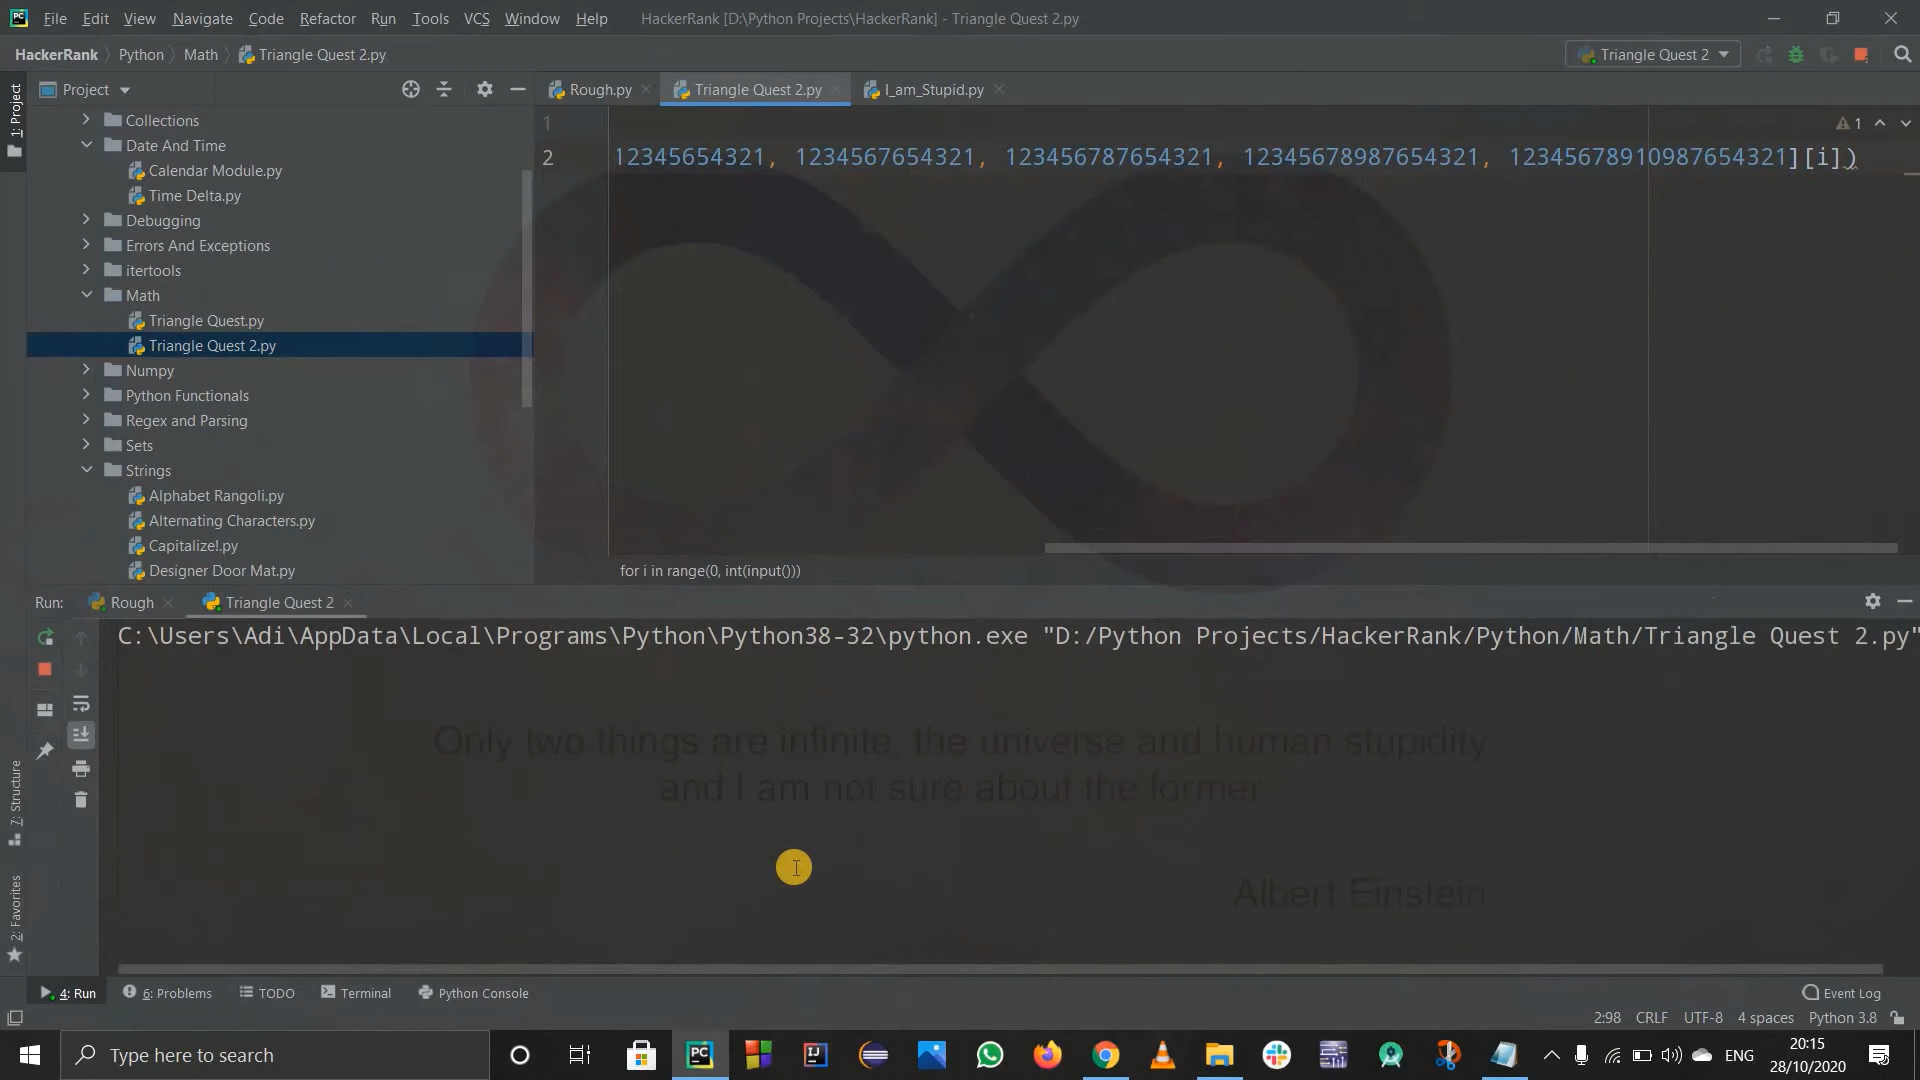 File Edit View Navigate Code Refactor Run Tools VCS Window Help HackerRank [D:\Python Projects\HackerRank] - Triangle Quest 2.py
HackerRank Python Math Triangle Quest 2.py Triangle Quest 2
Project Rough.py Triangle Quest 2.py I_am_Stupid.py
1: Project
Collections
Date And Time
Calendar Module.py
Time Delta.py
Debugging
Errors And Exceptions
itertools
Math
Triangle Quest.py
Triangle Quest 2.py
Numpy
Python Functionals
Regex and Parsing
Sets
Strings
Alphabet Rangoli.py
Alternating Characters.py
Capitalize!.py
Designer Door Mat.py
1 1
2 12345654321, 1234567654321, 123456787654321, 12345678987654321, 12345678910987654321][i])
for i in range(0, int(input()))
Run: Rough Triangle Quest 2
C:\Users\Adi\AppData\Local\Programs\Python\Python38-32\python.exe "D:/Python Projects/HackerRank/Python/Math/Triangle Quest 2.py"
Only two things are infinite, the universe and human stupidity
and I am not sure about the former
Albert Einstein
7: Structure
2: Favorites
4: Run 6: Problems TODO Terminal Python Console Event Log
2:98 CRLF UTF-8 4 spaces Python 3.8
Type here to search ENG 20:15
28/10/2020